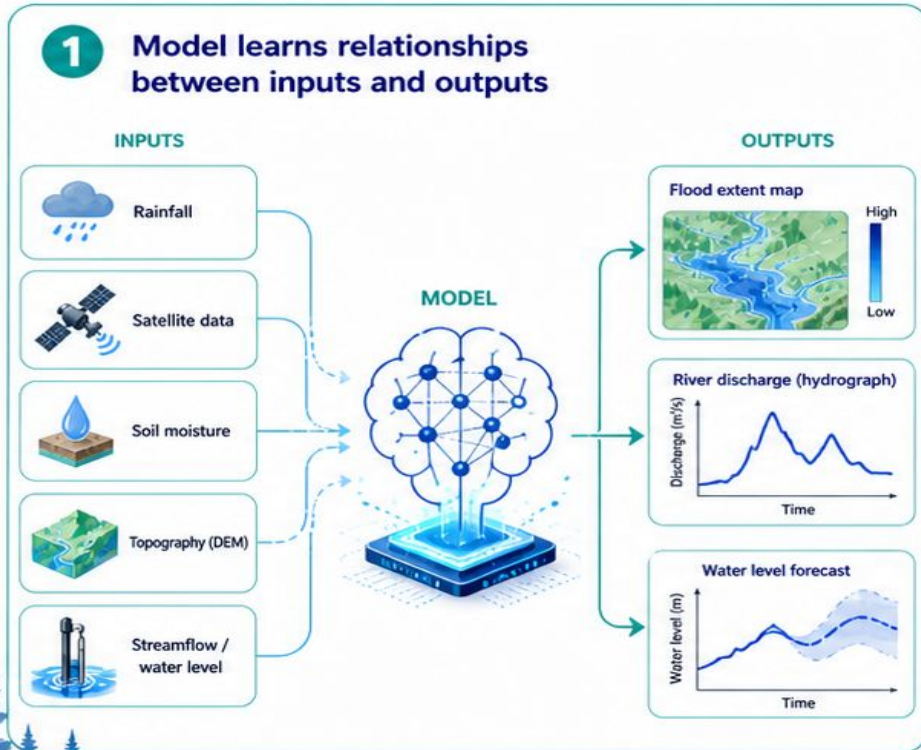 1
Model learns relationships
between inputs and outputs
INPUTS
Rainfall
Satellite data
Soil moisture
Topography (DEM)
Streamflow /
water level
MODEL
OUTPUTS
Flood extent map
High
Low
River discharge (hydrograph)
Discharge (m³/s)
Time
Water level forecast
Water level (m)
Time